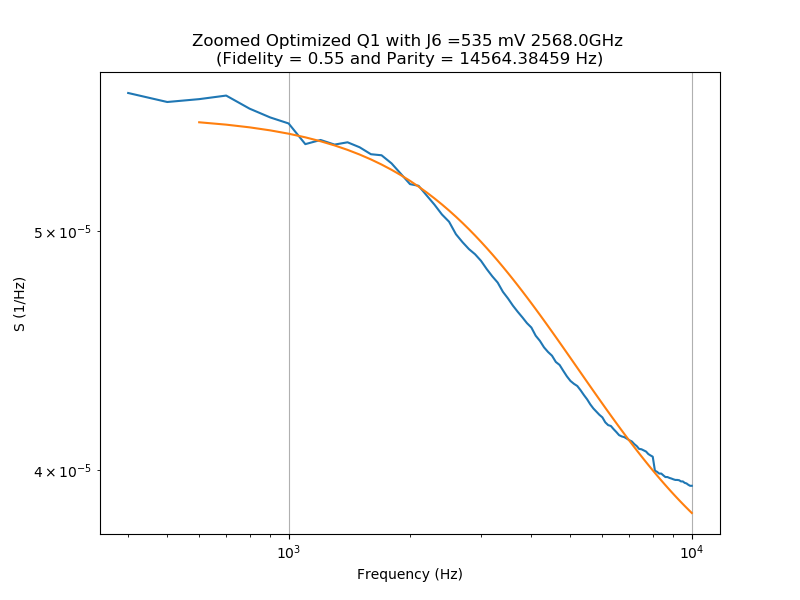 Zoomed Optimized Q1 with J6 =535 mV 2568.0GHz
(Fidelity = 0.55 and Parity = 14564.38459 Hz)
S (1/Hz)
5 × 10⁻⁵
4 × 10⁻⁵
10³ 10⁴
Frequency (Hz)